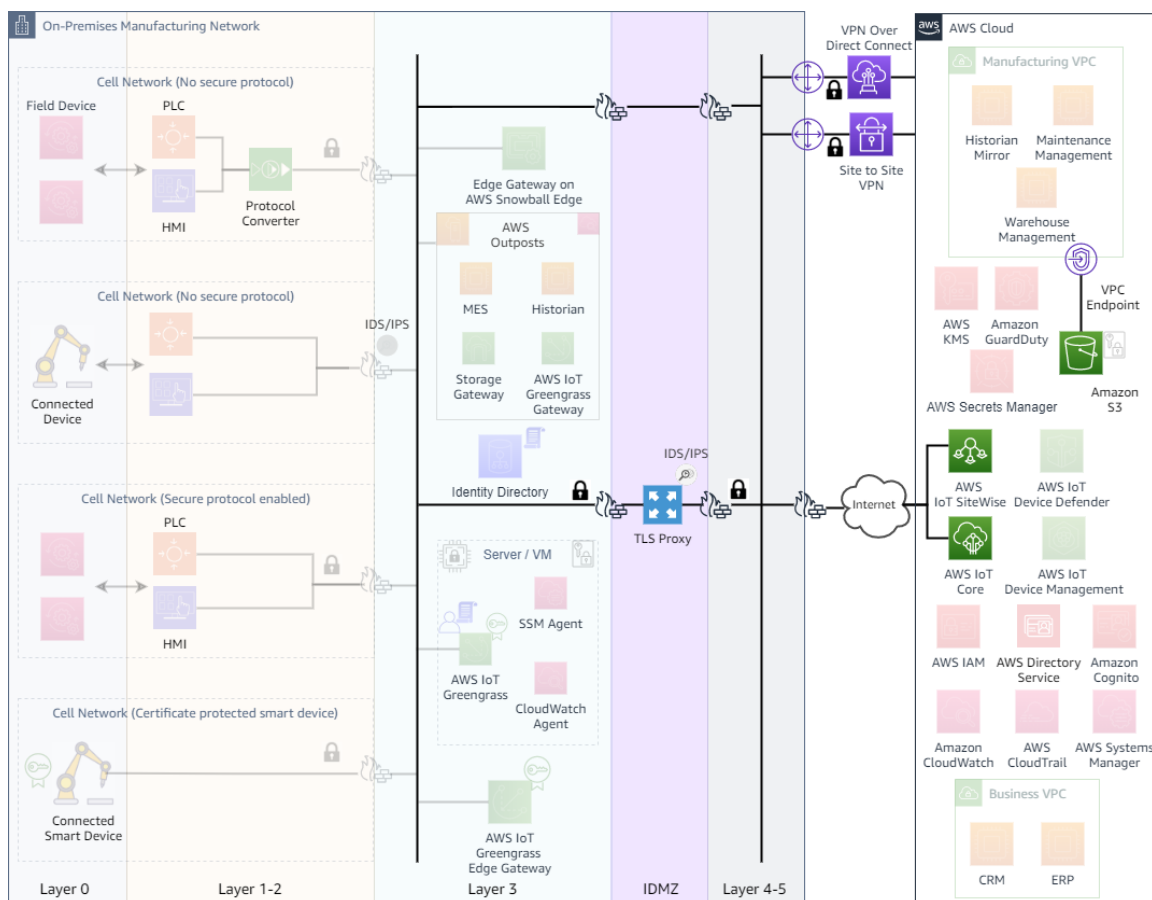 On-Premises Manufacturing Network
Cell Network (No secure protocol)
Field Device
PLC
HMI
Protocol
Converter
Cell Network (No secure protocol)
Connected
Device
IDS/IPS
Cell Network (Secure protocol enabled)
PLC
HMI
Cell Network (Certificate protected smart device)
Connected
Smart Device
Edge Gateway on
AWS Snowball Edge
AWS
Outposts
MES
Historian
Storage
Gateway
AWS IoT
Greengrass
Gateway
Identity Directory
Server / VM
SSM Agent
AWS IoT
Greengrass
CloudWatch
Agent
AWS IoT
Greengrass
Edge Gateway
IDS/IPS
TLS Proxy
Layer 0
Layer 1-2
Layer 3
IDMZ
Layer 4-5
VPN Over
Direct Connect
Site to Site
VPN
Internet
aws
AWS Cloud
Manufacturing VPC
Historian
Mirror
Maintenance
Management
Warehouse
Management
VPC
Endpoint
AWS
KMS
Amazon
GuardDuty
AWS Secrets Manager
Amazon
S3
AWS
IoT SiteWise
AWS IoT
Device Defender
AWS IoT
Core
AWS IoT
Device Management
AWS IAM
AWS Directory
Service
Amazon
Cognito
Amazon
CloudWatch
AWS
CloudTrail
AWS Systems
Manager
Business VPC
CRM
ERP